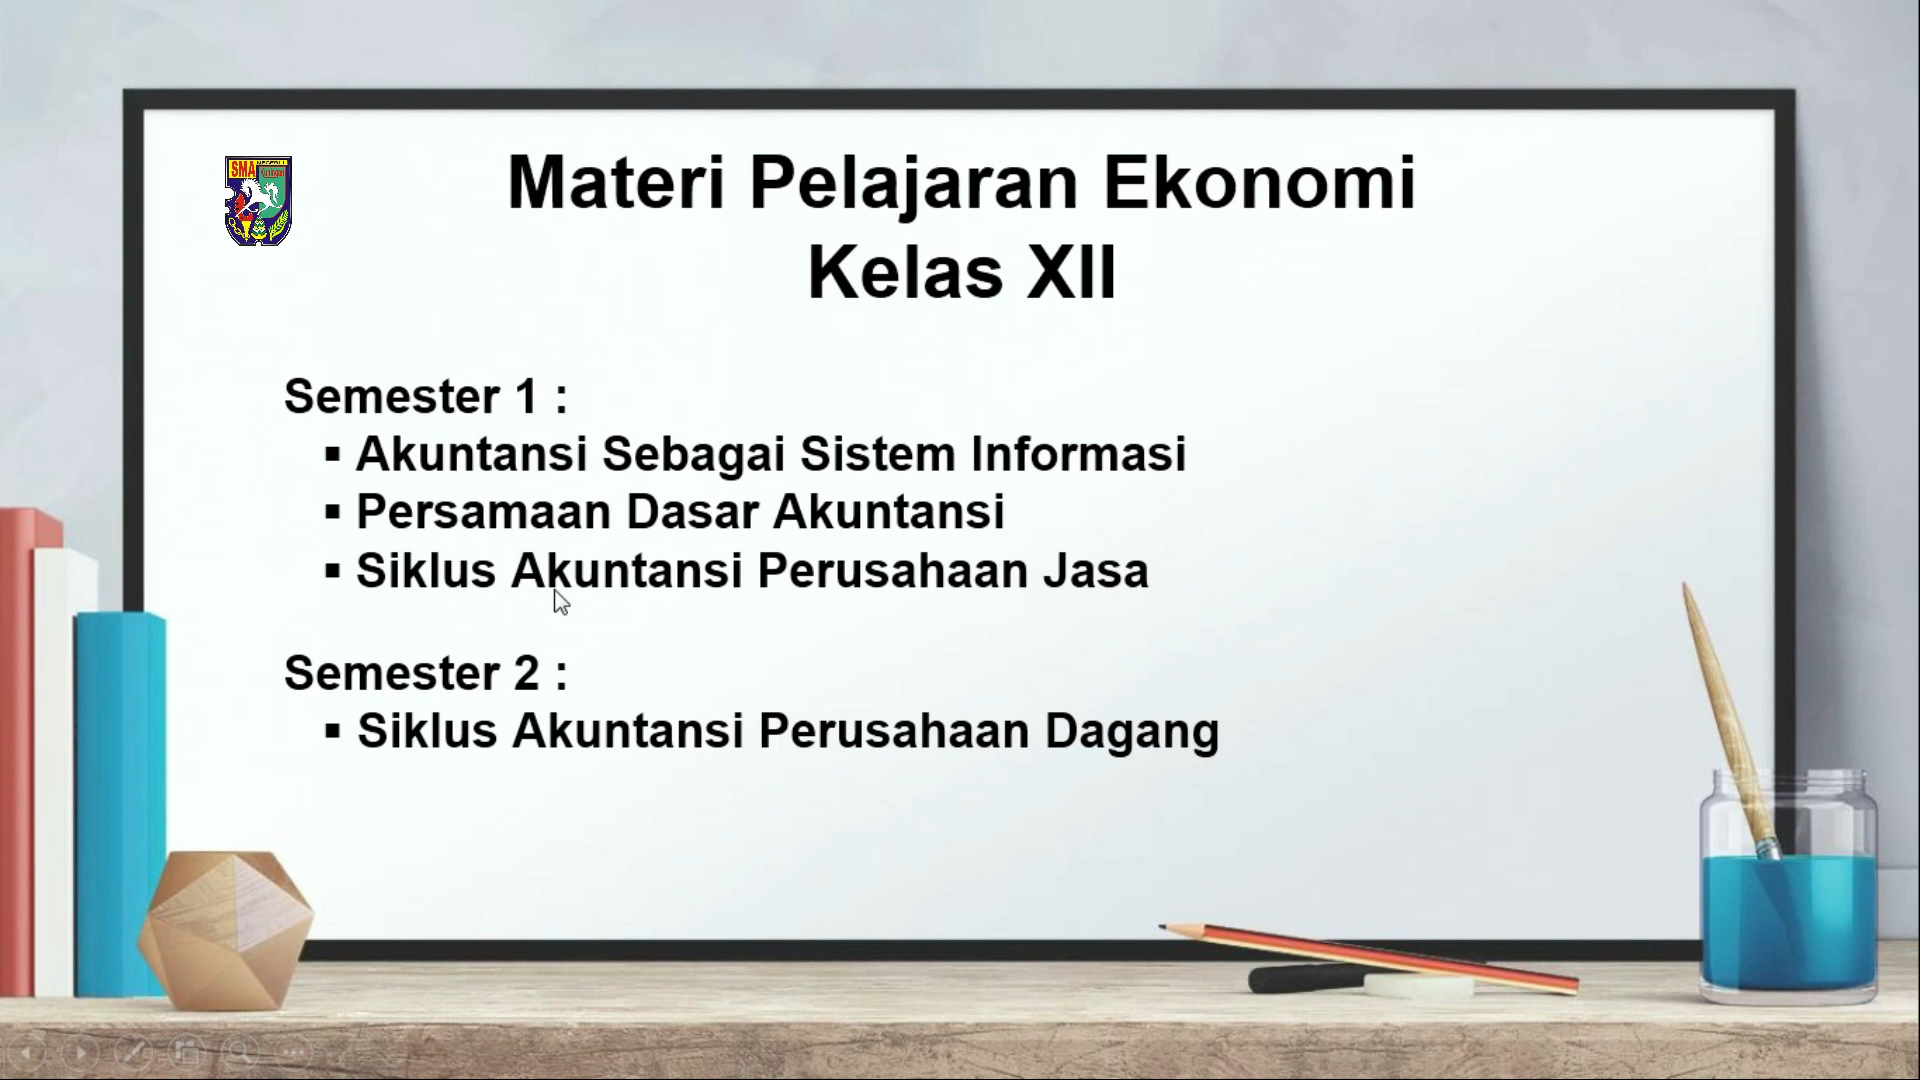 SMA
Materi Pelajaran Ekonomi
Kelas XII
Semester 1 :
▪ Akuntansi Sebagai Sistem Informasi
▪ Persamaan Dasar Akuntansi
▪ Siklus Akuntansi Perusahaan Jasa
Semester 2 :
▪ Siklus Akuntansi Perusahaan Dagang